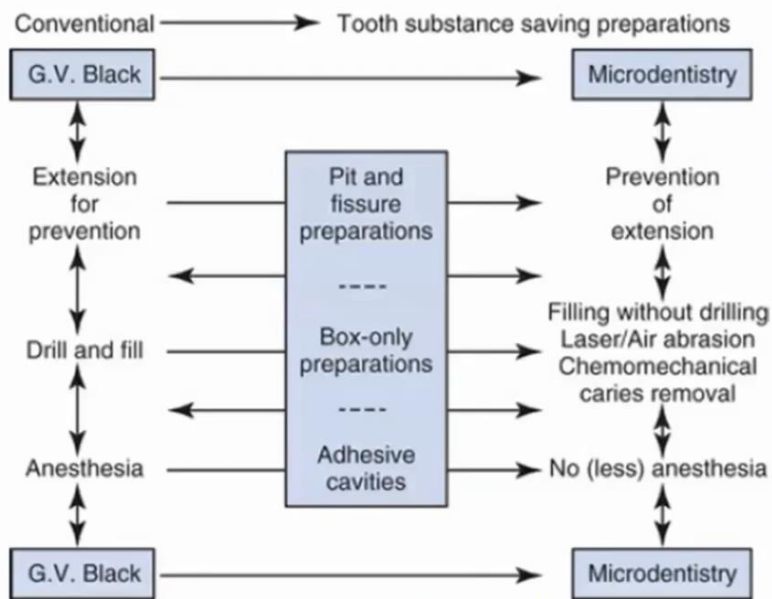 Conventional Tooth substance saving preparations
G.V. Black Microdentistry
Extension
for
prevention
Pit and
fissure
preparations
Prevention
of
extension
----
Drill and fill
Box-only
preparations
Filling without drilling
Laser/Air abrasion
Chemomechanical
caries removal
----
Anesthesia
Adhesive
cavities
No (less) anesthesia
G.V. Black Microdentistry